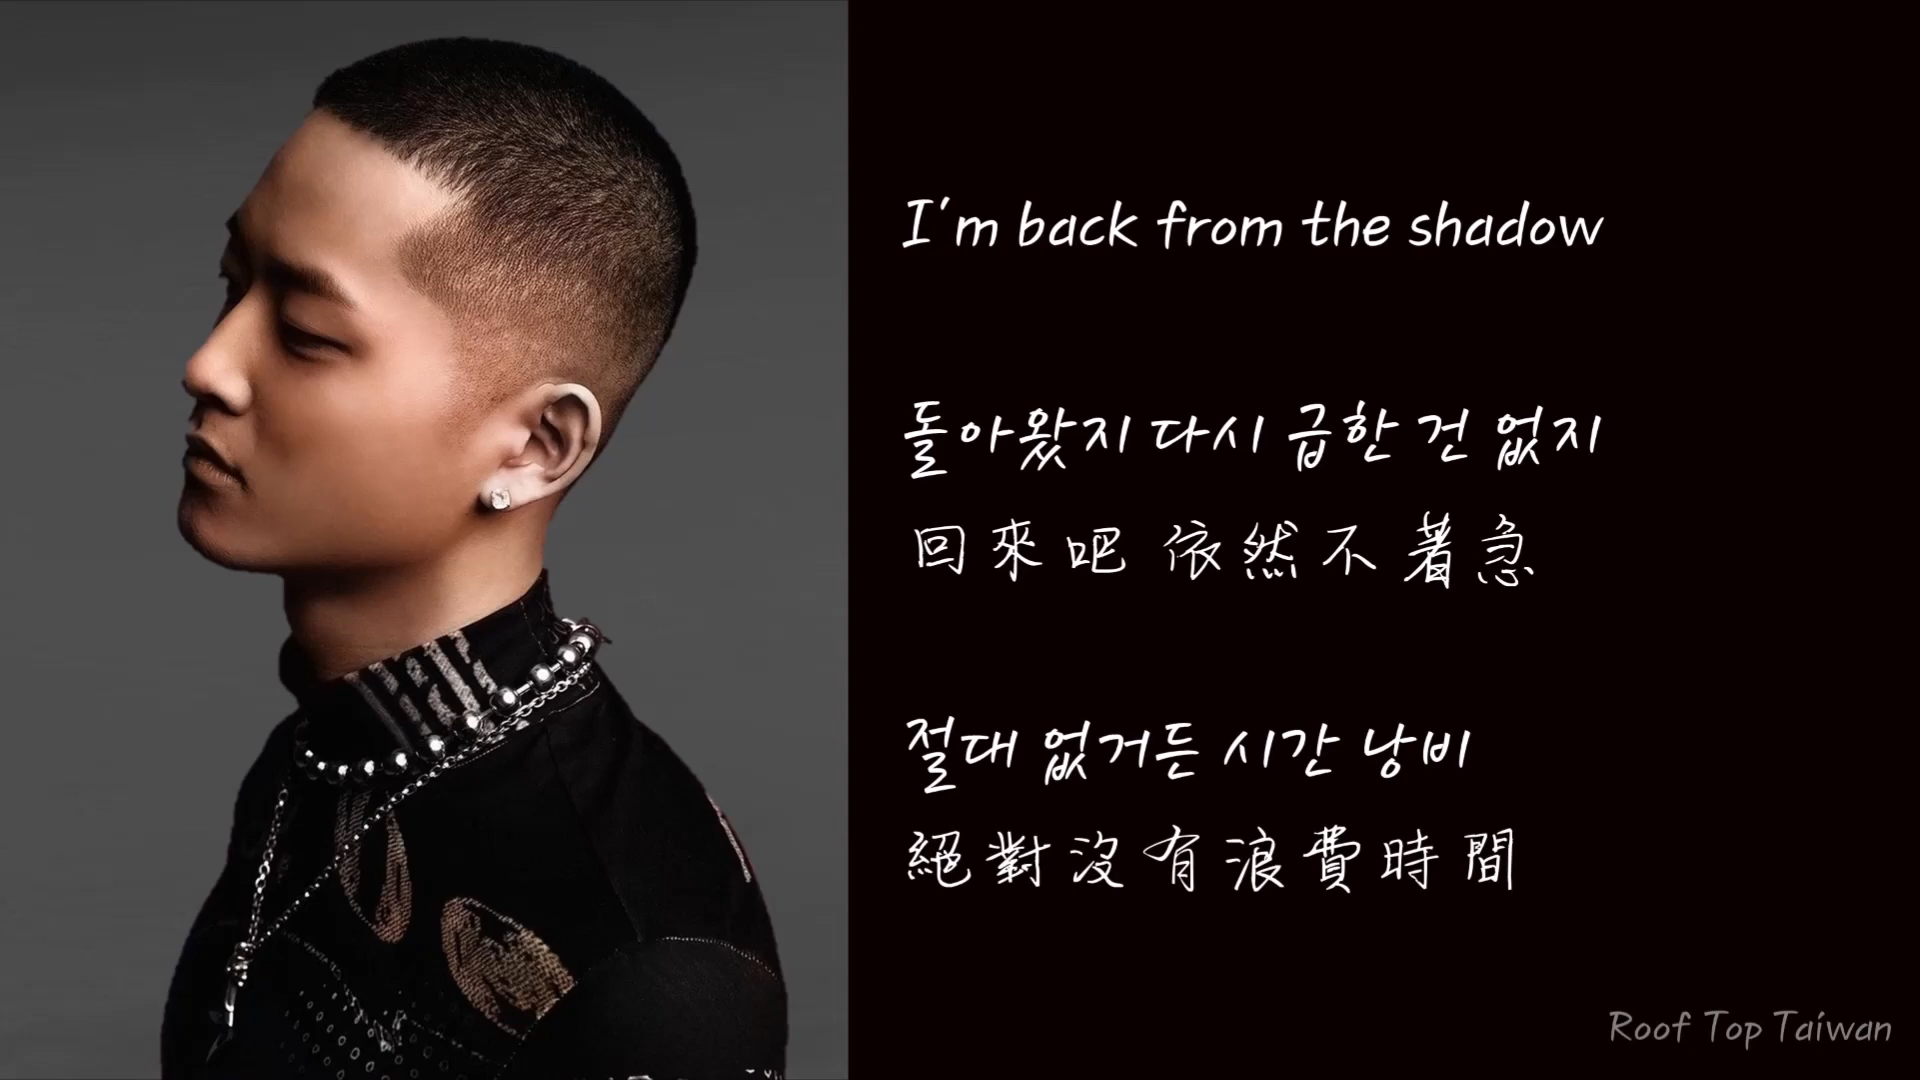 I'm back from the shadow
돌아왔지 다시 급한 건 없지
回來吧 依然不著急
절대 없거든 시간 낭비
絕對沒有浪費時間
Roof Top Taiwan